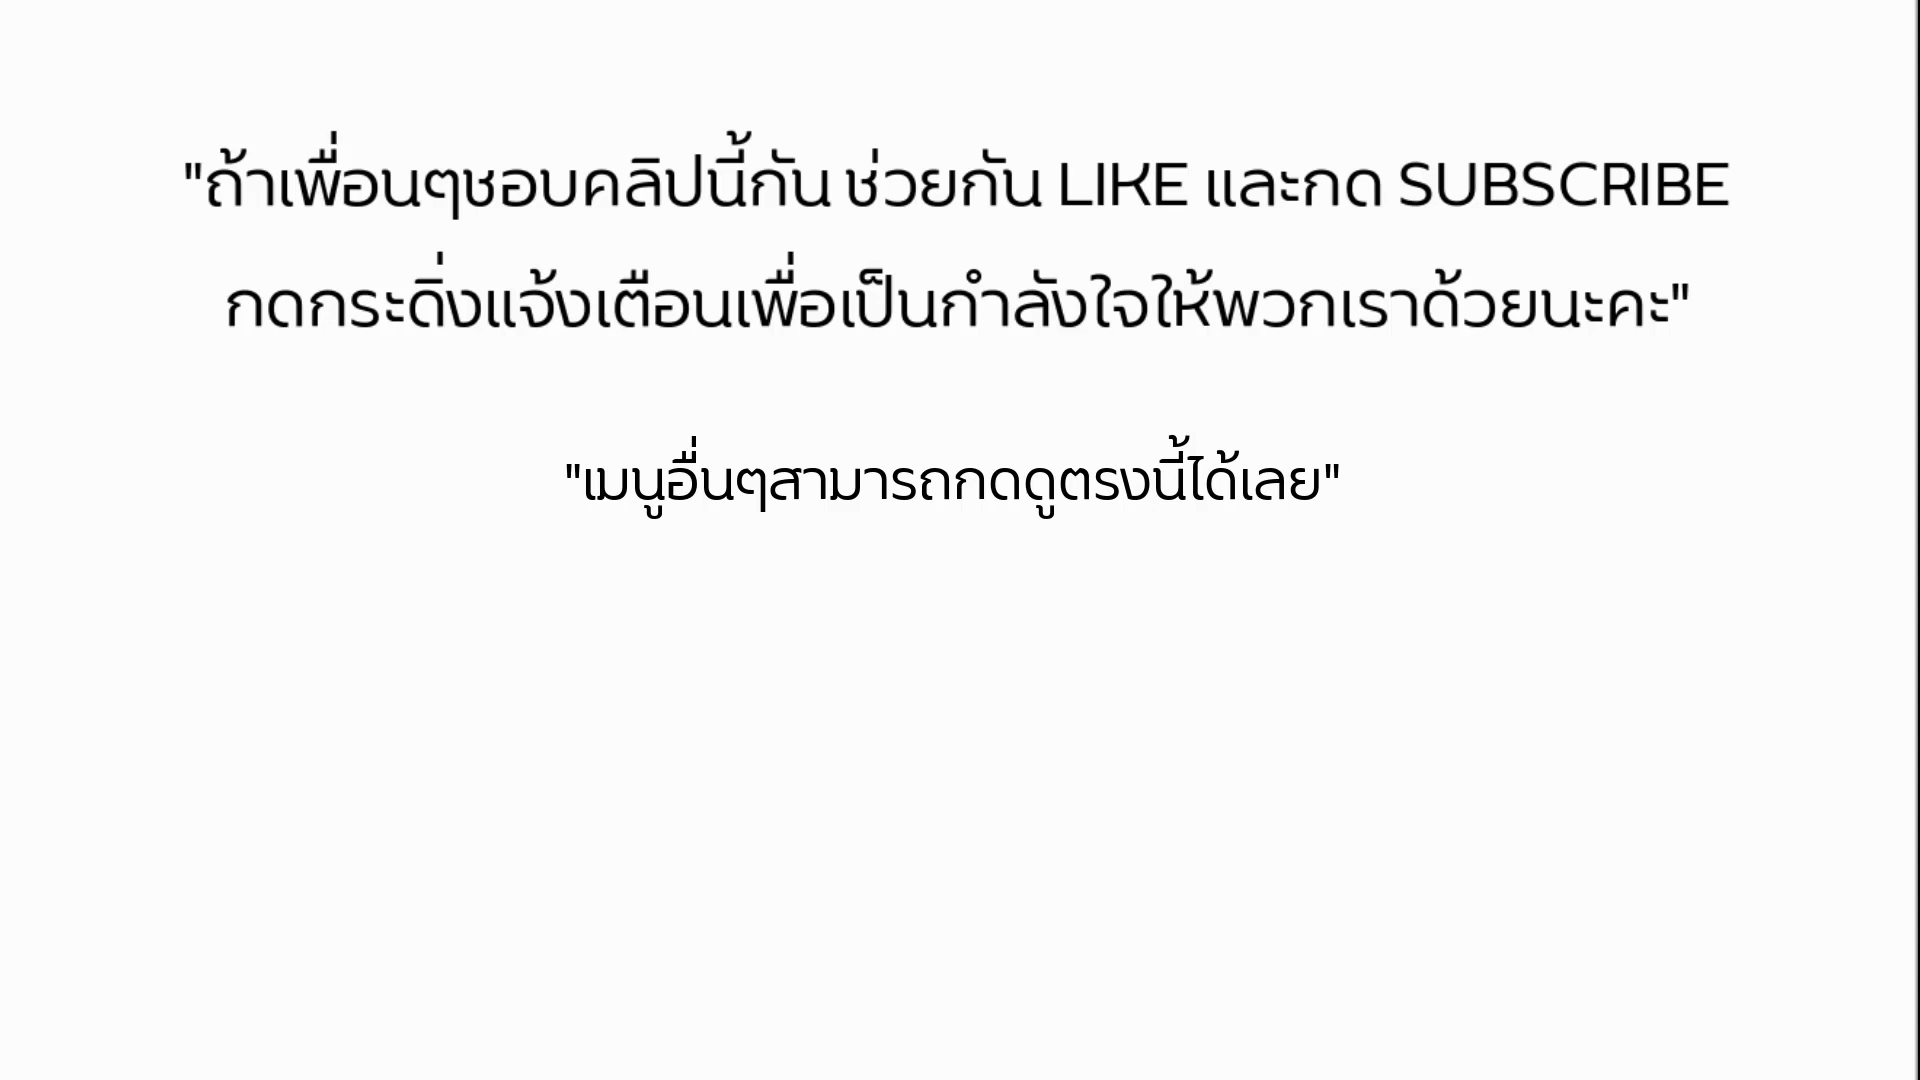 "ถ้าเพื่อนๆชอบคลิปนี้กัน ช่วยกัน LIKE และกด SUBSCRIBE
กดกระดิ่งแจ้งเตือนเพื่อเป็นกำลังใจให้พวกเราด้วยนะคะ"
"เมนูอื่นๆสามารถกดดูตรงนี้ได้เลย"